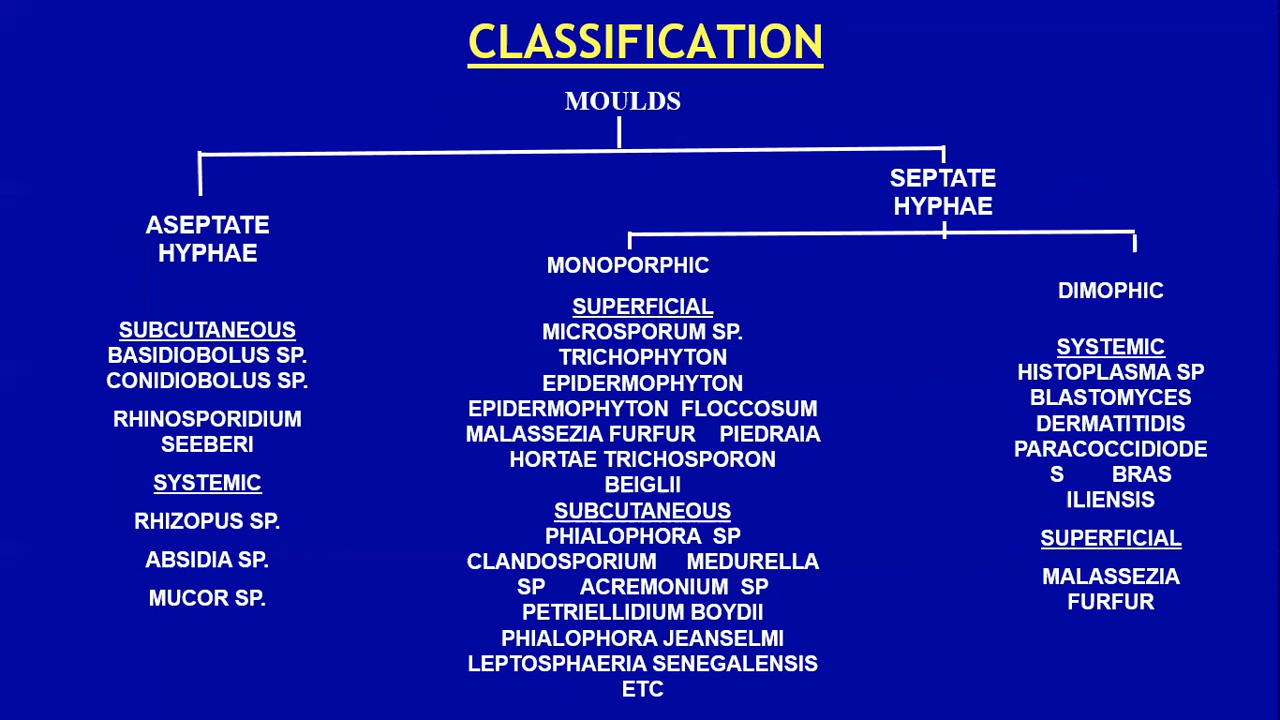 CLASSIFICATION
MOULDS
ASEPTATE
HYPHAE
SUBCUTANEOUS
BASIDIOBOLUS SP.
CONIDIOBOLUS SP.
RHINOSPORIDIUM
SEEBERI
SYSTEMIC
RHIZOPUS SP.
ABSIDIA SP.
MUCOR SP.
SEPTATE
HYPHAE
MONOPORPHIC
SUPERFICIAL
MICROSPORUM SP.
TRICHOPHYTON
EPIDERMOPHYTON
EPIDERMOPHYTON FLOCCOSUM
MALASSEZIA FURFUR PIEDRAIA
HORTAE TRICHOSPORON
BEIGLII
SUBCUTANEOUS
PHIALOPHORA SP
CLANDOSPORIUM MEDURELLA
SP ACREMONIUM SP
PETRIELLIDIUM BOYDII
PHIALOPHORA JEANSELMI
LEPTOSPHAERIA SENEGALENSIS
ETC
DIMOPHIC
SYSTEMIC
HISTOPLASMA SP
BLASTOMYCES
DERMATITIDIS
PARACOCCIDIODE
S BRAS
ILIENSIS
SUPERFICIAL
MALASSEZIA
FURFUR